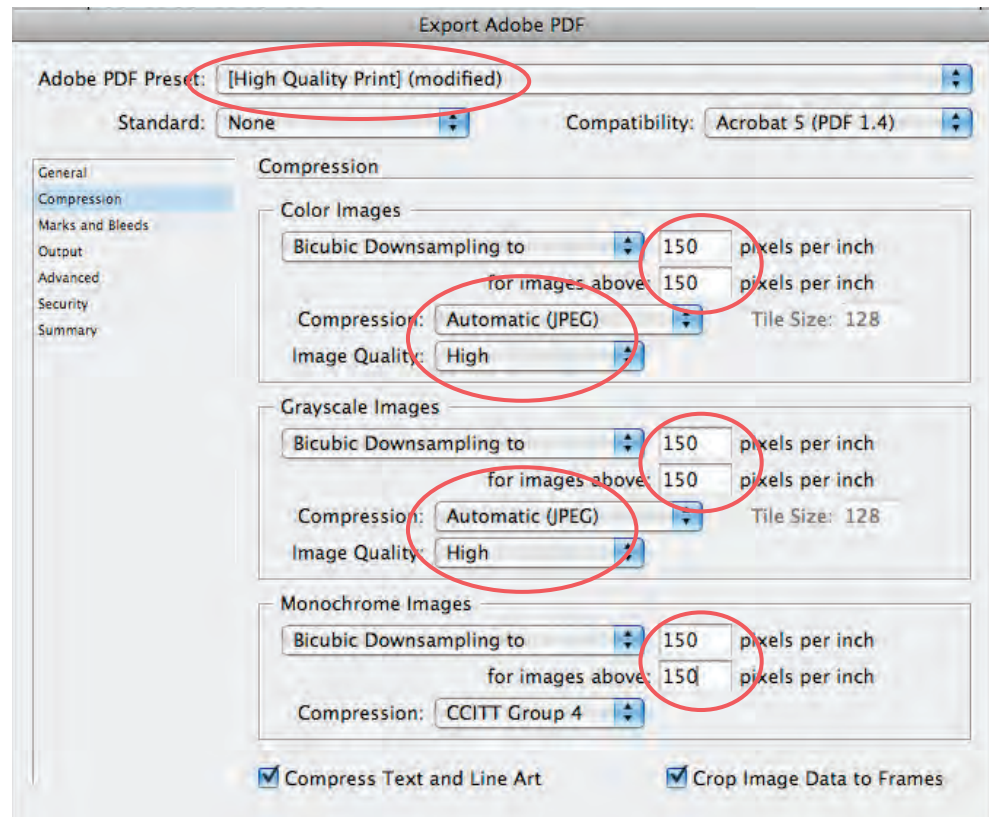 Export Adobe PDF
Adobe PDF Preset: [High Quality Print] (modified)
Standard: None Compatibility: Acrobat 5 (PDF 1.4)
General
Compression
Marks and Bleeds
Output
Advanced
Security
Summary
Compression
Color Images
Bicubic Downsampling to 150 pixels per inch
for images above: 150 pixels per inch
Compression: Automatic (JPEG) Tile Size: 128
Image Quality: High
Grayscale Images
Bicubic Downsampling to 150 pixels per inch
for images above: 150 pixels per inch
Compression: Automatic (JPEG) Tile Size: 128
Image Quality: High
Monochrome Images
Bicubic Downsampling to 150 pixels per inch
for images above: 150 pixels per inch
Compression: CCITT Group 4
Compress Text and Line Art Crop Image Data to Frames